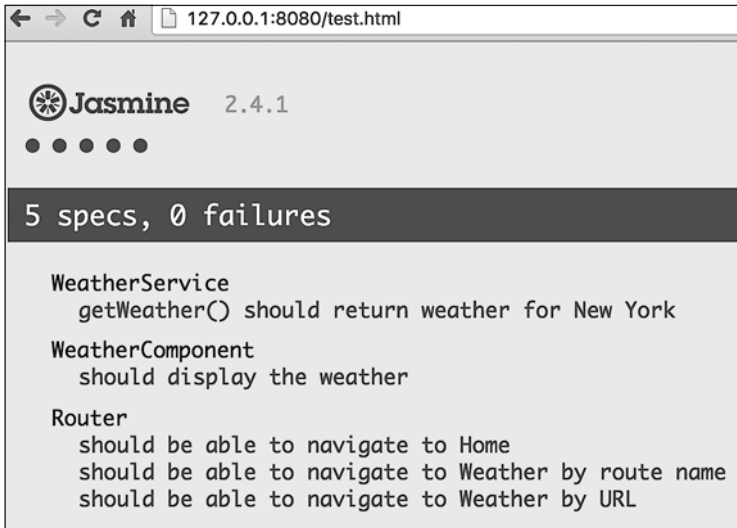 127.0.0.1:8080/test.html
Jasmine 2.4.1
5 specs, 0 failures
WeatherService
getWeather() should return weather for New York
WeatherComponent
should display the weather
Router
should be able to navigate to Home
should be able to navigate to Weather by route name
should be able to navigate to Weather by URL